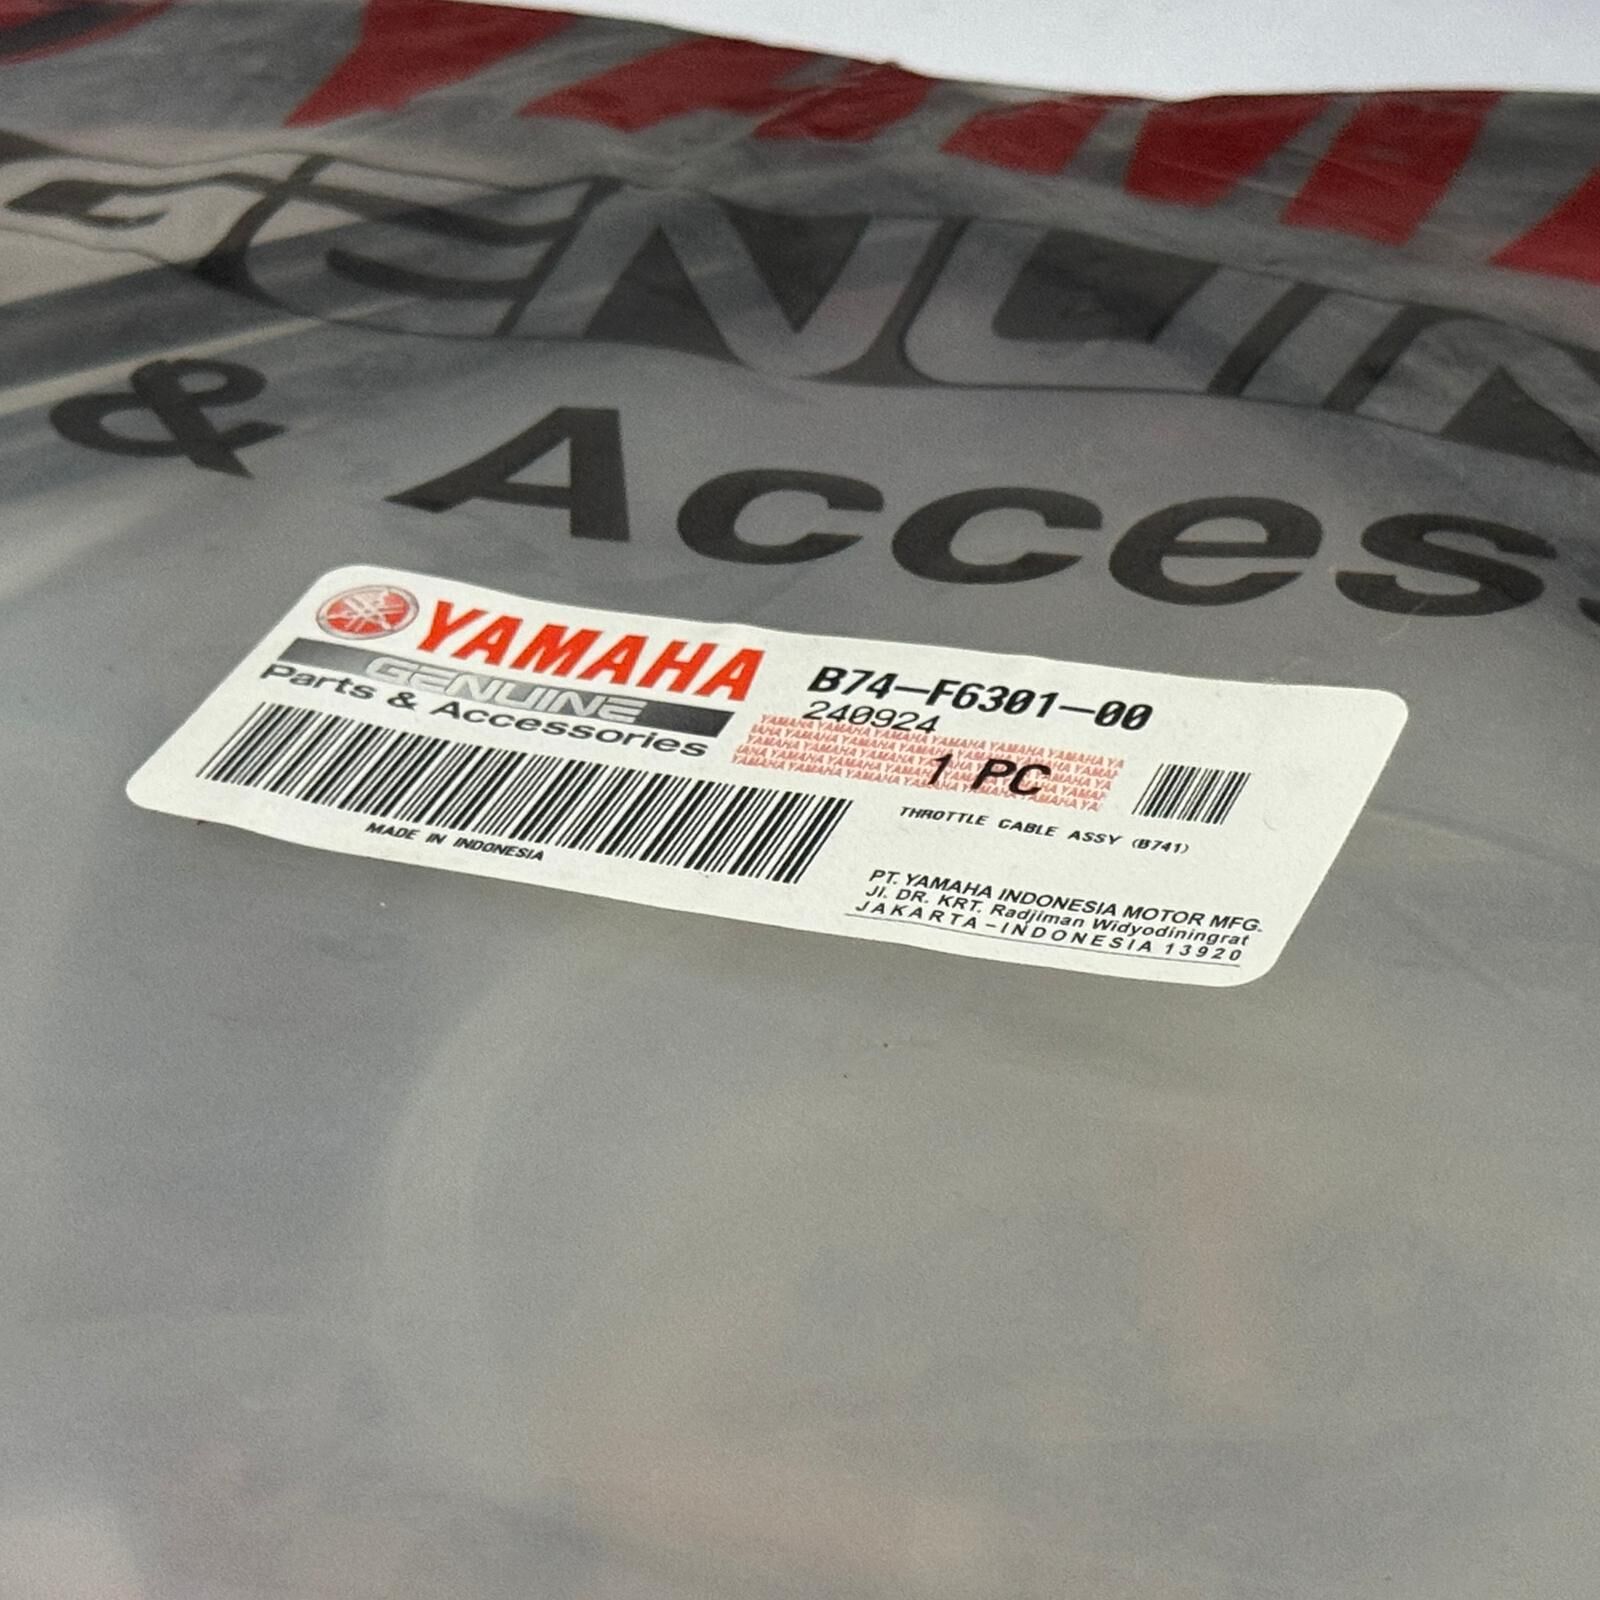 GENUIN
& Acces
YAMAHA
GENUINE
Parts & Accessories
B74-F6301-00
240924
1 PC
THROTTLE CABLE ASSY (B741)
MADE IN INDONESIA
PT. YAMAHA INDONESIA MOTOR MFG.
Jl. DR. KRT. Radjiman Widyodiningrat
JAKARTA-INDONESIA 13920